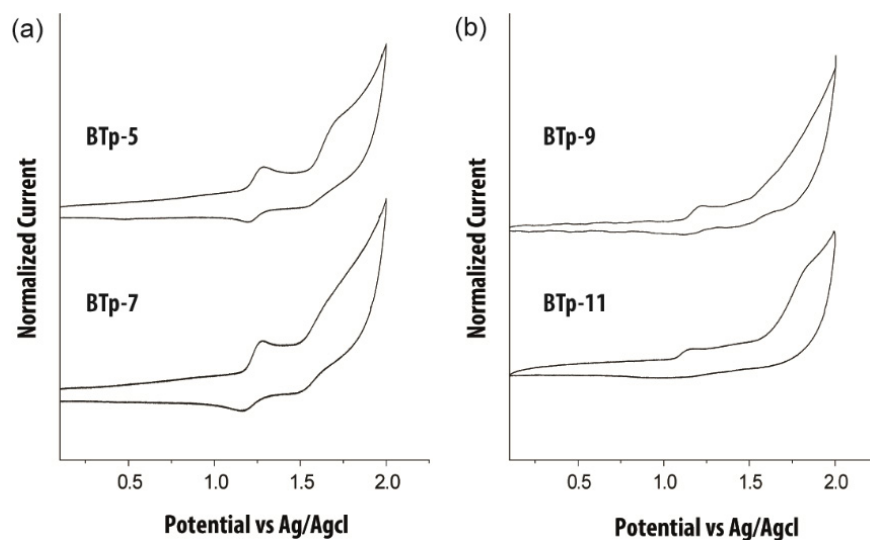 (a)
BTp-5
BTp-7
Normalized Current
0.5 1.0 1.5 2.0
Potential vs Ag/Agcl
(b)
BTp-9
BTp-11
Normalized Current
0.5 1.0 1.5 2.0
Potential vs Ag/Agcl